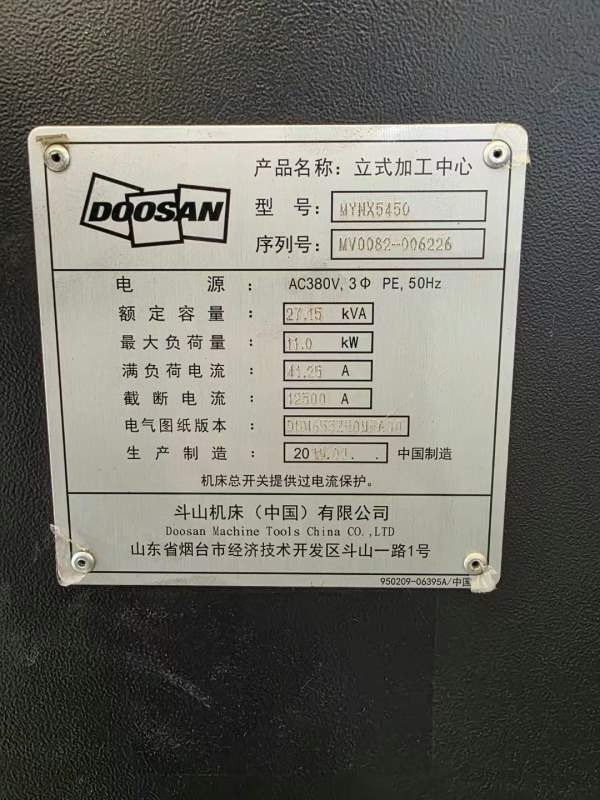 DOOSAN
产品名称: 立式加工中心
型 号: MYNX5450
序列号: MV0082-006226
电 源 : AC380V, 3Φ PE, 50Hz
额定容量 : 27.15 kVA
最大负荷量 : 11.0 kW
满负荷电流 : 41.25 A
截断电流 : 12500 A
电气图纸版本 :
生产制造 : 中国制造
机床总开关提供过电流保护。
斗山机床（中国）有限公司
Doosan Machine Tools China CO.,LTD
山东省烟台市经济技术开发区斗山一路1号
950209-06395A/中国